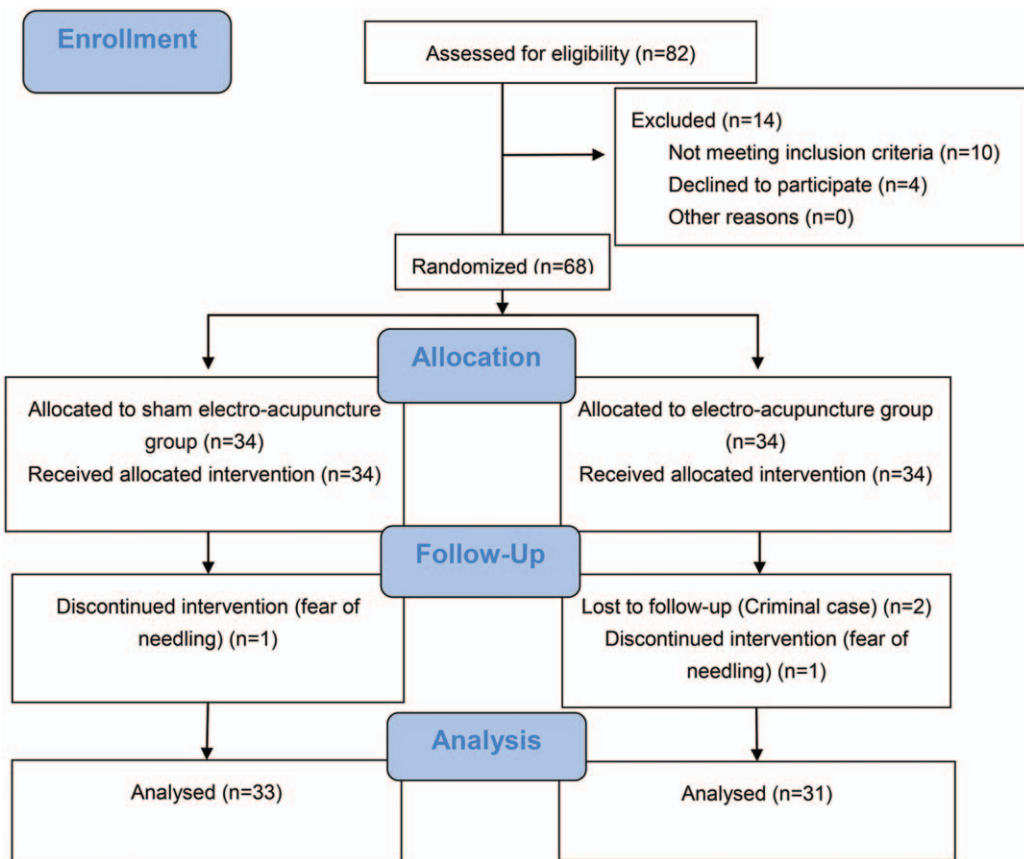 Enrollment
Assessed for eligibility (n=82)
Excluded (n=14)
Not meeting inclusion criteria (n=10)
Declined to participate (n=4)
Other reasons (n=0)
Randomized (n=68)
Allocation
Allocated to sham electro-acupuncture
group (n=34)
Received allocated intervention (n=34)
Allocated to electro-acupuncture group
(n=34)
Received allocated intervention (n=34)
Follow-Up
Discontinued intervention (fear of
needling) (n=1)
Lost to follow-up (Criminal case) (n=2)
Discontinued intervention (fear of
needling) (n=1)
Analysis
Analysed (n=33)
Analysed (n=31)